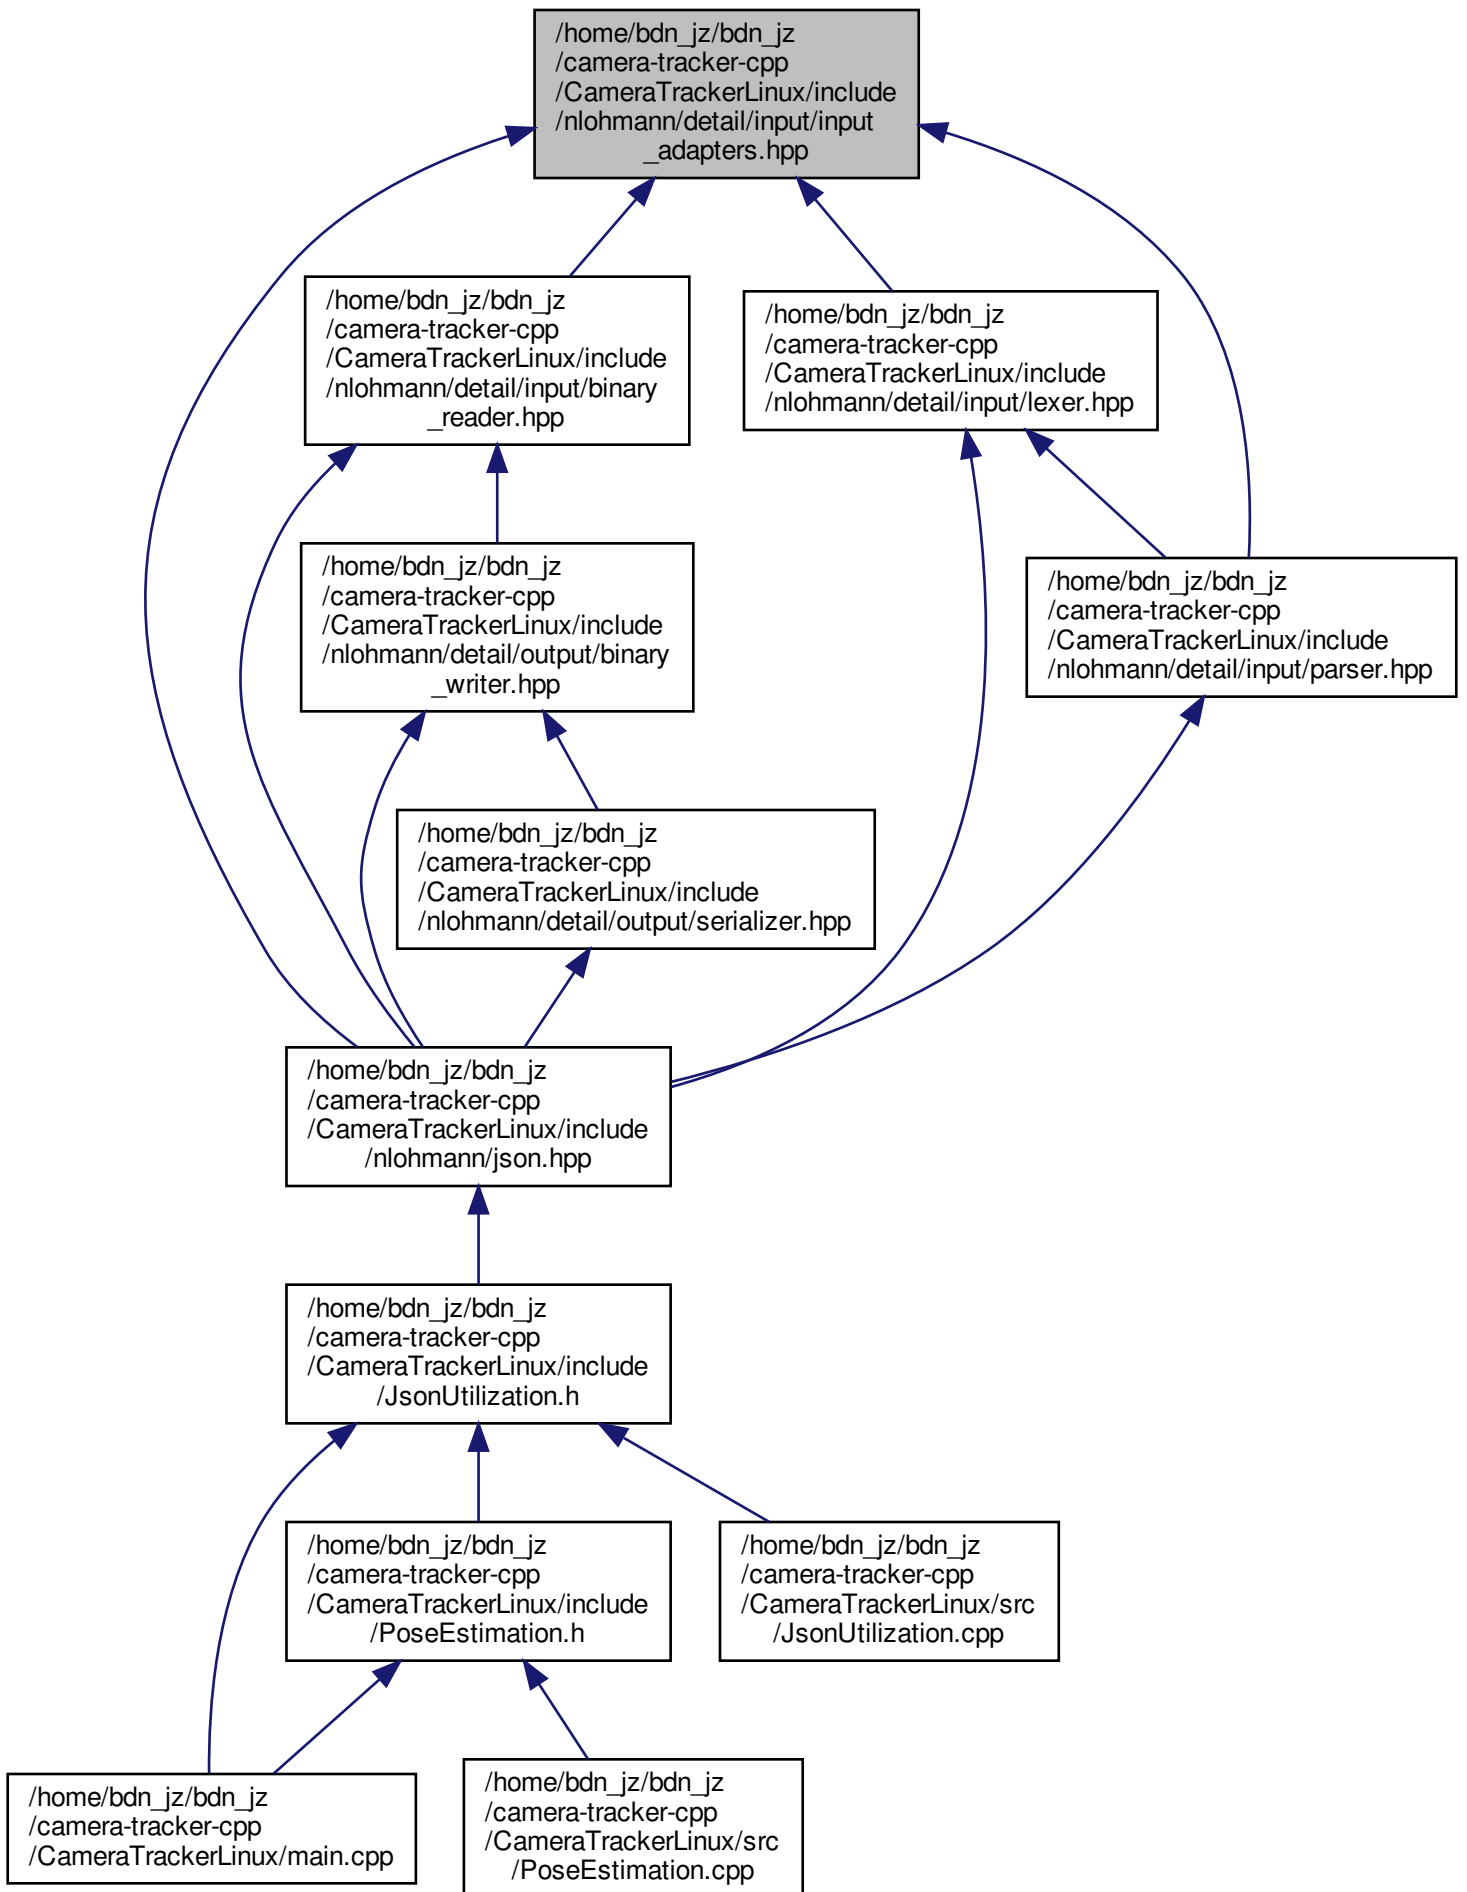 /home/bdn_jz/bdn_jz
/camera-tracker-cpp
/CameraTrackerLinux/include
/nlohmann/detail/input/input
_adapters.hpp
/home/bdn_jz/bdn_jz
/camera-tracker-cpp
/CameraTrackerLinux/include
/nlohmann/detail/input/binary
_reader.hpp
/home/bdn_jz/bdn_jz
/camera-tracker-cpp
/CameraTrackerLinux/include
/nlohmann/detail/input/lexer.hpp
/home/bdn_jz/bdn_jz
/camera-tracker-cpp
/CameraTrackerLinux/include
/nlohmann/detail/output/binary
_writer.hpp
/home/bdn_jz/bdn_jz
/camera-tracker-cpp
/CameraTrackerLinux/include
/nlohmann/detail/input/parser.hpp
/home/bdn_jz/bdn_jz
/camera-tracker-cpp
/CameraTrackerLinux/include
/nlohmann/detail/output/serializer.hpp
/home/bdn_jz/bdn_jz
/camera-tracker-cpp
/CameraTrackerLinux/include
/nlohmann/json.hpp
/home/bdn_jz/bdn_jz
/camera-tracker-cpp
/CameraTrackerLinux/include
/JsonUtilization.h
/home/bdn_jz/bdn_jz
/camera-tracker-cpp
/CameraTrackerLinux/include
/PoseEstimation.h
/home/bdn_jz/bdn_jz
/camera-tracker-cpp
/CameraTrackerLinux/src
/JsonUtilization.cpp
/home/bdn_jz/bdn_jz
/camera-tracker-cpp
/CameraTrackerLinux/main.cpp
/home/bdn_jz/bdn_jz
/camera-tracker-cpp
/CameraTrackerLinux/src
/PoseEstimation.cpp